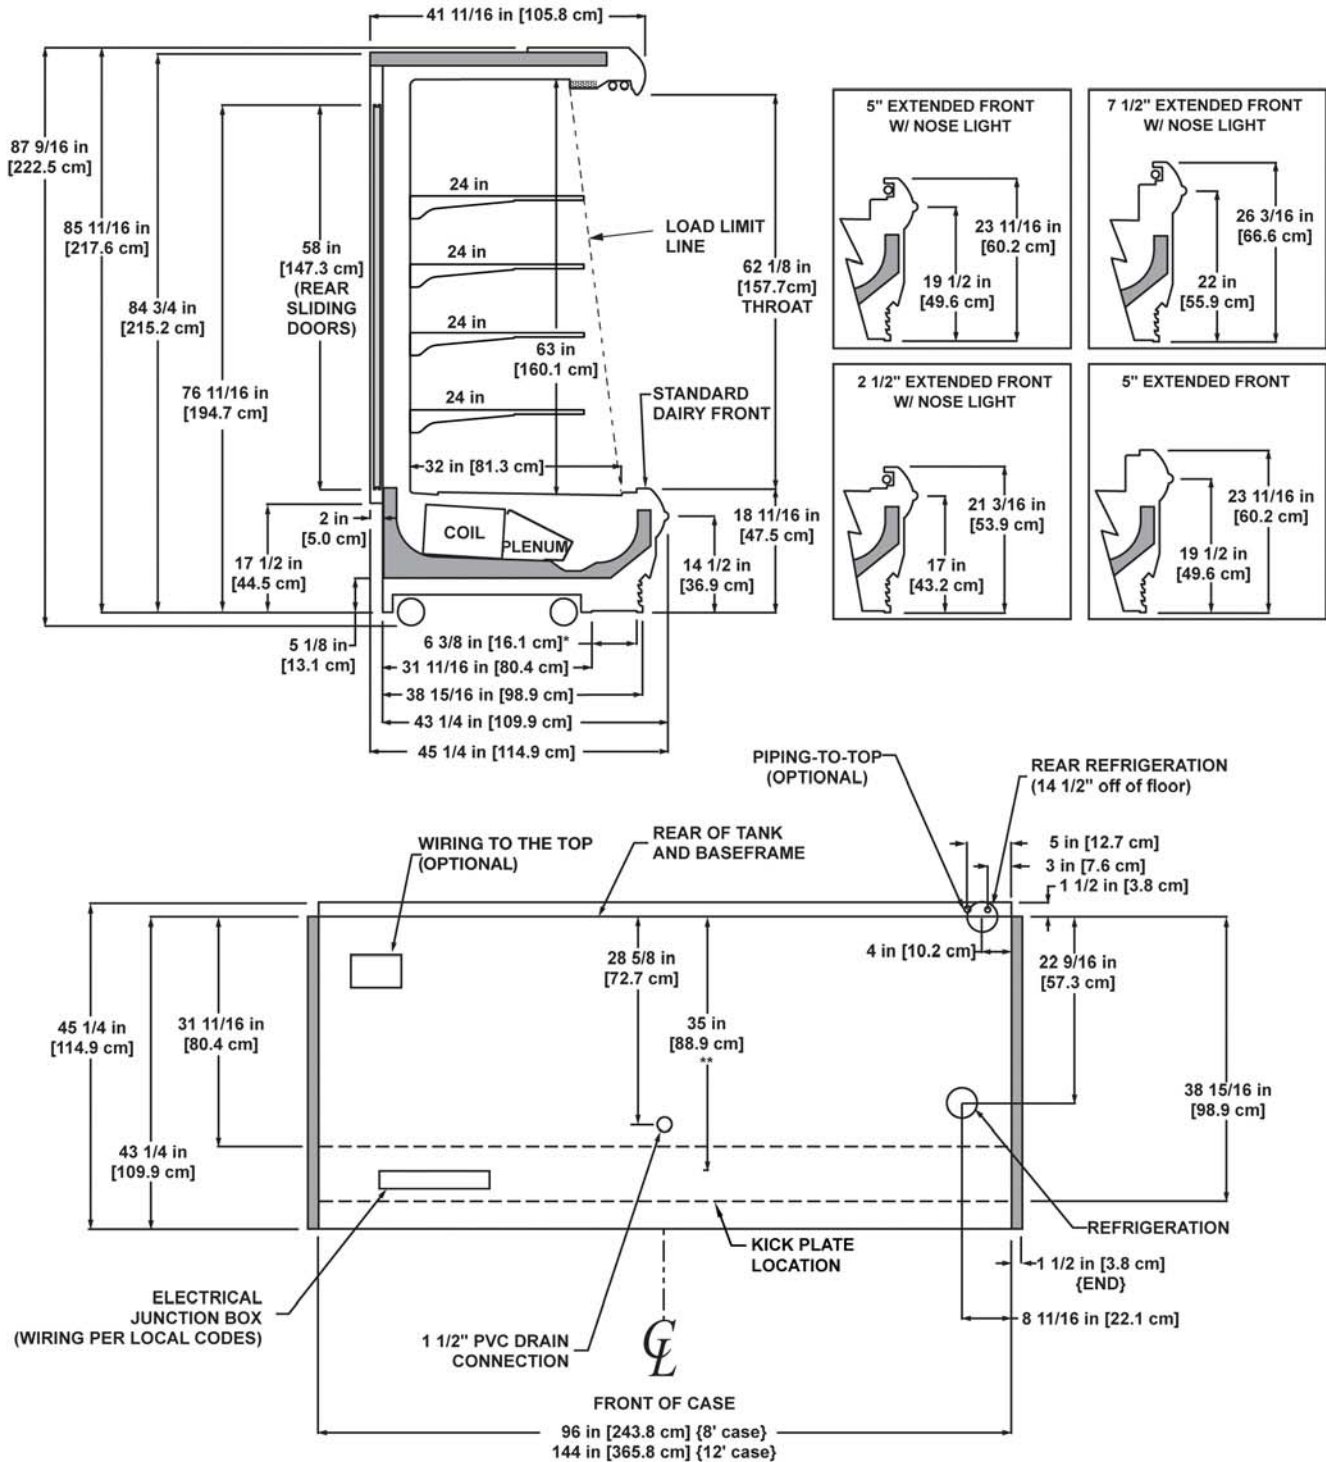 41 11/16 in [105.8 cm]
87 9/16 in
[222.5 cm]
85 11/16 in
[217.6 cm]
84 3/4 in
[215.2 cm]
76 11/16 in
[194.7 cm]
58 in
[147.3 cm]
(REAR
SLIDING
DOORS)
24 in
24 in
24 in
24 in
LOAD LIMIT
LINE
63 in
[160.1 cm]
62 1/8 in
[157.7cm]
THROAT
STANDARD
DAIRY FRONT
32 in [81.3 cm]
2 in
[5.0 cm]
COIL
PLENUM
17 1/2 in
[44.5 cm]
14 1/2 in
[36.9 cm]
18 11/16 in
[47.5 cm]
5 1/8 in
[13.1 cm]
6 3/8 in [16.1 cm]*
31 11/16 in [80.4 cm]
38 15/16 in [98.9 cm]
43 1/4 in [109.9 cm]
45 1/4 in [114.9 cm]
5" EXTENDED FRONT
W/ NOSE LIGHT
23 11/16 in
[60.2 cm]
19 1/2 in
[49.6 cm]
7 1/2" EXTENDED FRONT
W/ NOSE LIGHT
26 3/16 in
[66.6 cm]
22 in
[55.9 cm]
2 1/2" EXTENDED FRONT
W/ NOSE LIGHT
21 3/16 in
[53.9 cm]
17 in
[43.2 cm]
5" EXTENDED FRONT
23 11/16 in
[60.2 cm]
19 1/2 in
[49.6 cm]
PIPING-TO-TOP
(OPTIONAL)
REAR REFRIGERATION
(14 1/2" off of floor)
WIRING TO THE TOP
(OPTIONAL)
REAR OF TANK
AND BASEFRAME
5 in [12.7 cm]
3 in [7.6 cm]
1 1/2 in [3.8 cm]
4 in [10.2 cm]
28 5/8 in
[72.7 cm]
22 9/16 in
[57.3 cm]
45 1/4 in
[114.9 cm]
31 11/16 in
[80.4 cm]
35 in
[88.9 cm]
**
38 15/16 in
[98.9 cm]
43 1/4 in
[109.9 cm]
REFRIGERATION
KICK PLATE
LOCATION
1 1/2 in [3.8 cm]
{END}
8 11/16 in [22.1 cm]
ELECTRICAL
JUNCTION BOX
(WIRING PER LOCAL CODES)
1 1/2" PVC DRAIN
CONNECTION
CL
FRONT OF CASE
96 in [243.8 cm] {8' case}
144 in [365.8 cm] {12' case}